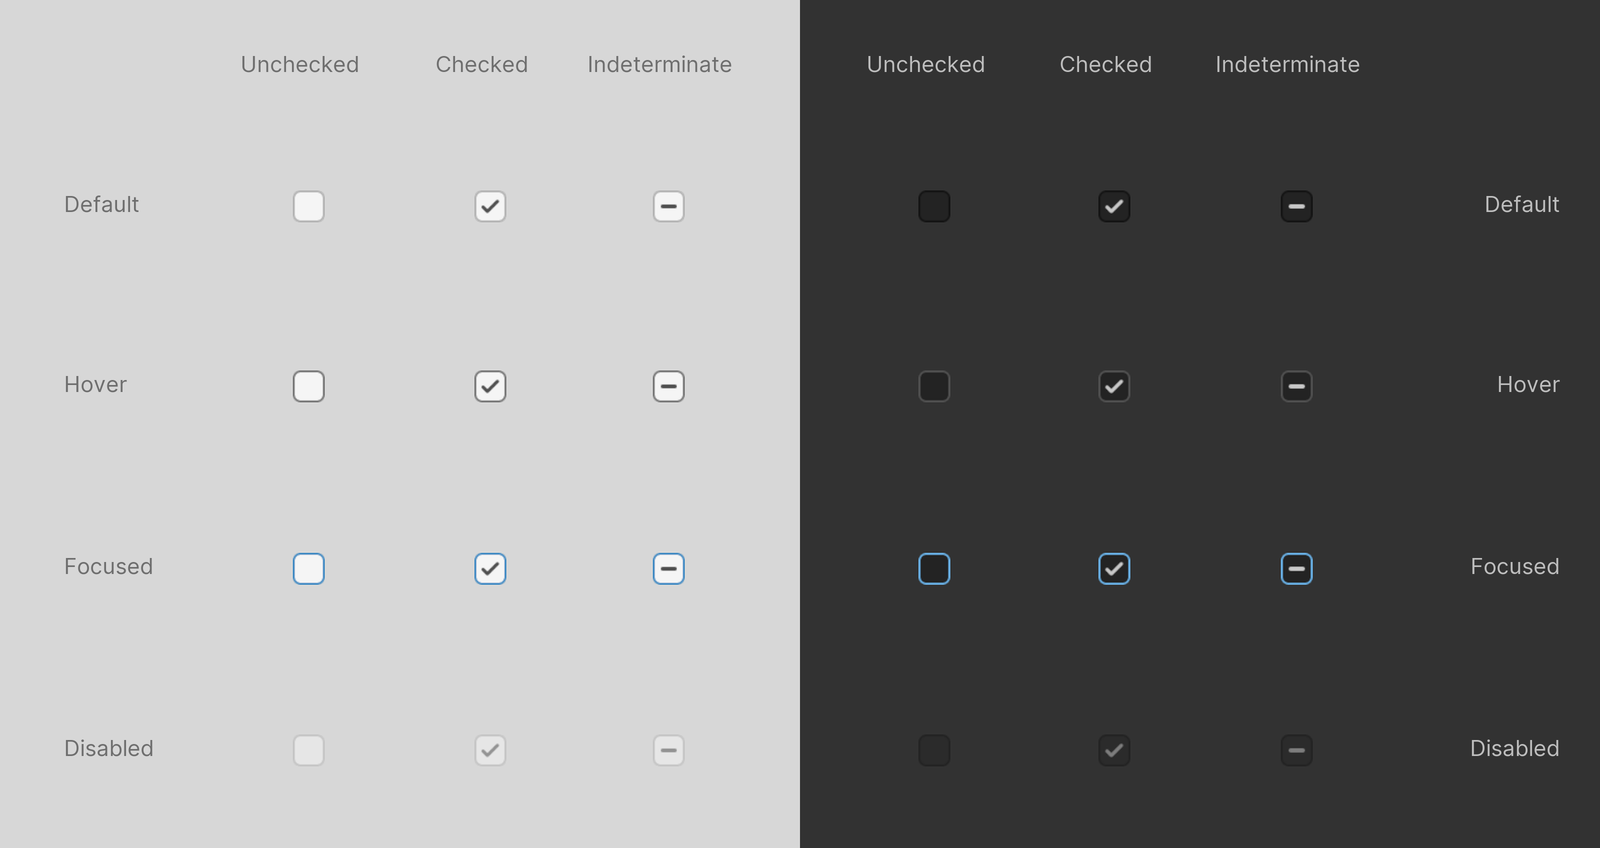 Unchecked Checked Indeterminate
Default
Hover
Focused
Disabled
Unchecked Checked Indeterminate
Default
Hover
Focused
Disabled